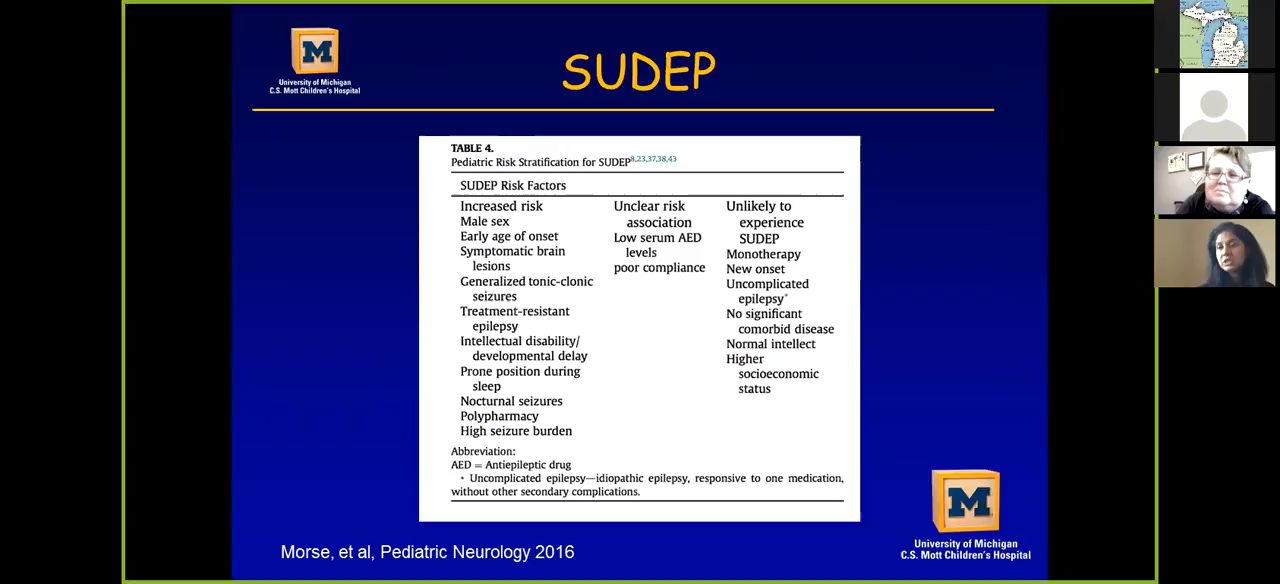 M
University of Michigan
C.S. Mott Children's Hospital
SUDEP
TABLE 4.
Pediatric Risk Stratification for SUDEP8,23,37,38,43
SUDEP Risk Factors
Increased risk
Male sex
Early age of onset
Symptomatic brain
lesions
Generalized tonic-clonic
seizures
Treatment-resistant
epilepsy
Intellectual disability/
developmental delay
Prone position during
sleep
Nocturnal seizures
Polypharmacy
High seizure burden
Unclear risk
association
Low serum AED
levels
poor compliance
Unlikely to
experience
SUDEP
Monotherapy
New onset
Uncomplicated
epilepsy*
No significant
comorbid disease
Normal intellect
Higher
socioeconomic
status
Abbreviation:
AED = Antiepileptic drug
* Uncomplicated epilepsy—idiopathic epilepsy, responsive to one medication,
without other secondary complications.
Morse, et al, Pediatric Neurology 2016
M
University of Michigan
C.S. Mott Children's Hospital